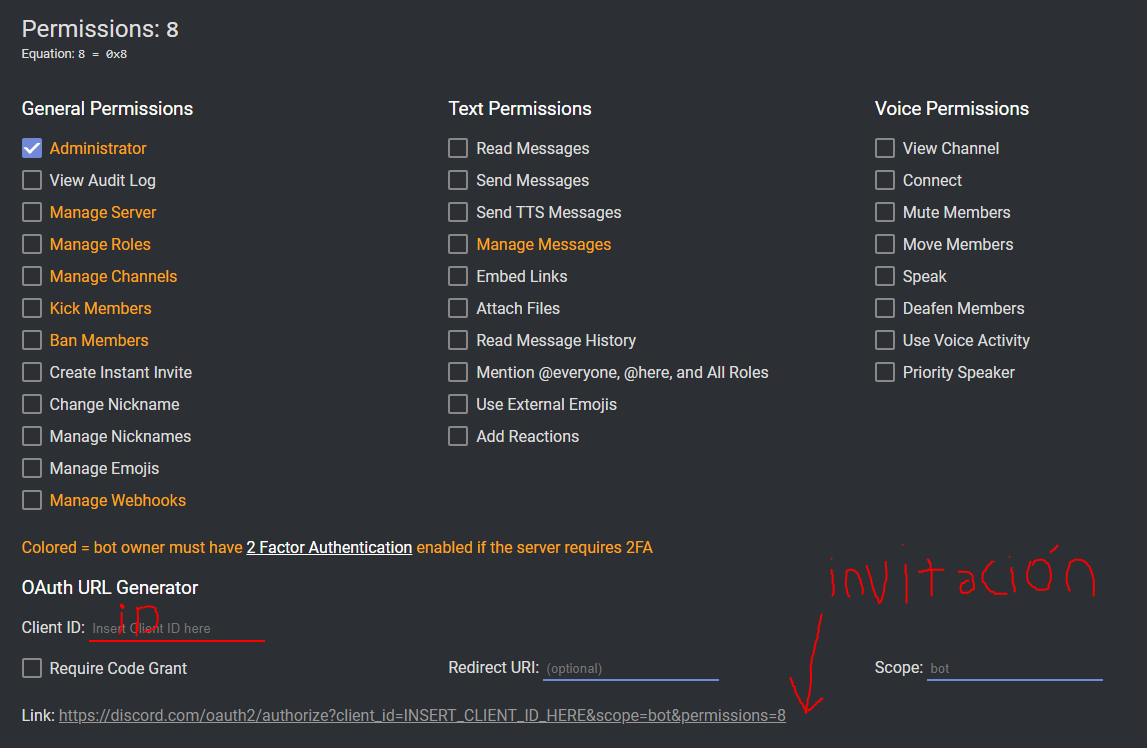 Permissions: 8
Equation: 8 = 0x8
General Permissions
Administrator
View Audit Log
Manage Server
Manage Roles
Manage Channels
Kick Members
Ban Members
Create Instant Invite
Change Nickname
Manage Nicknames
Manage Emojis
Manage Webhooks
Text Permissions
Read Messages
Send Messages
Send TTS Messages
Manage Messages
Embed Links
Attach Files
Read Message History
Mention @everyone, @here, and All Roles
Use External Emojis
Add Reactions
Voice Permissions
View Channel
Connect
Mute Members
Move Members
Speak
Deafen Members
Use Voice Activity
Priority Speaker
Colored = bot owner must have 2 Factor Authentication enabled if the server requires 2FA
invitación
OAuth URL Generator
iD
Client ID: Insert Client ID here
Require Code Grant
Redirect URI: (optional)
Scope: bot
Link: https://discord.com/oauth2/authorize?client_id=INSERT_CLIENT_ID_HERE&scope=bot&permissions=8